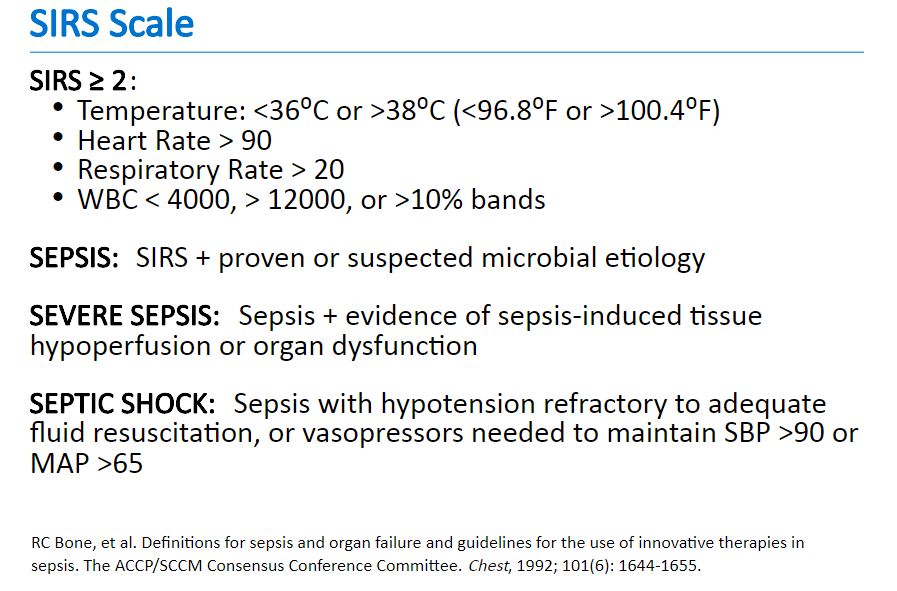 SIRS Scale
SIRS ≥ 2:
• Temperature: <36⁰C or >38⁰C (<96.8⁰F or >100.4⁰F)
• Heart Rate > 90
• Respiratory Rate > 20
• WBC < 4000, > 12000, or >10% bands
SEPSIS: SIRS + proven or suspected microbial etiology
SEVERE SEPSIS: Sepsis + evidence of sepsis-induced tissue
hypoperfusion or organ dysfunction
SEPTIC SHOCK: Sepsis with hypotension refractory to adequate
fluid resuscitation, or vasopressors needed to maintain SBP >90 or
MAP >65
RC Bone, et al. Definitions for sepsis and organ failure and guidelines for the use of innovative therapies in
sepsis. The ACCP/SCCM Consensus Conference Committee. Chest, 1992; 101(6): 1644-1655.